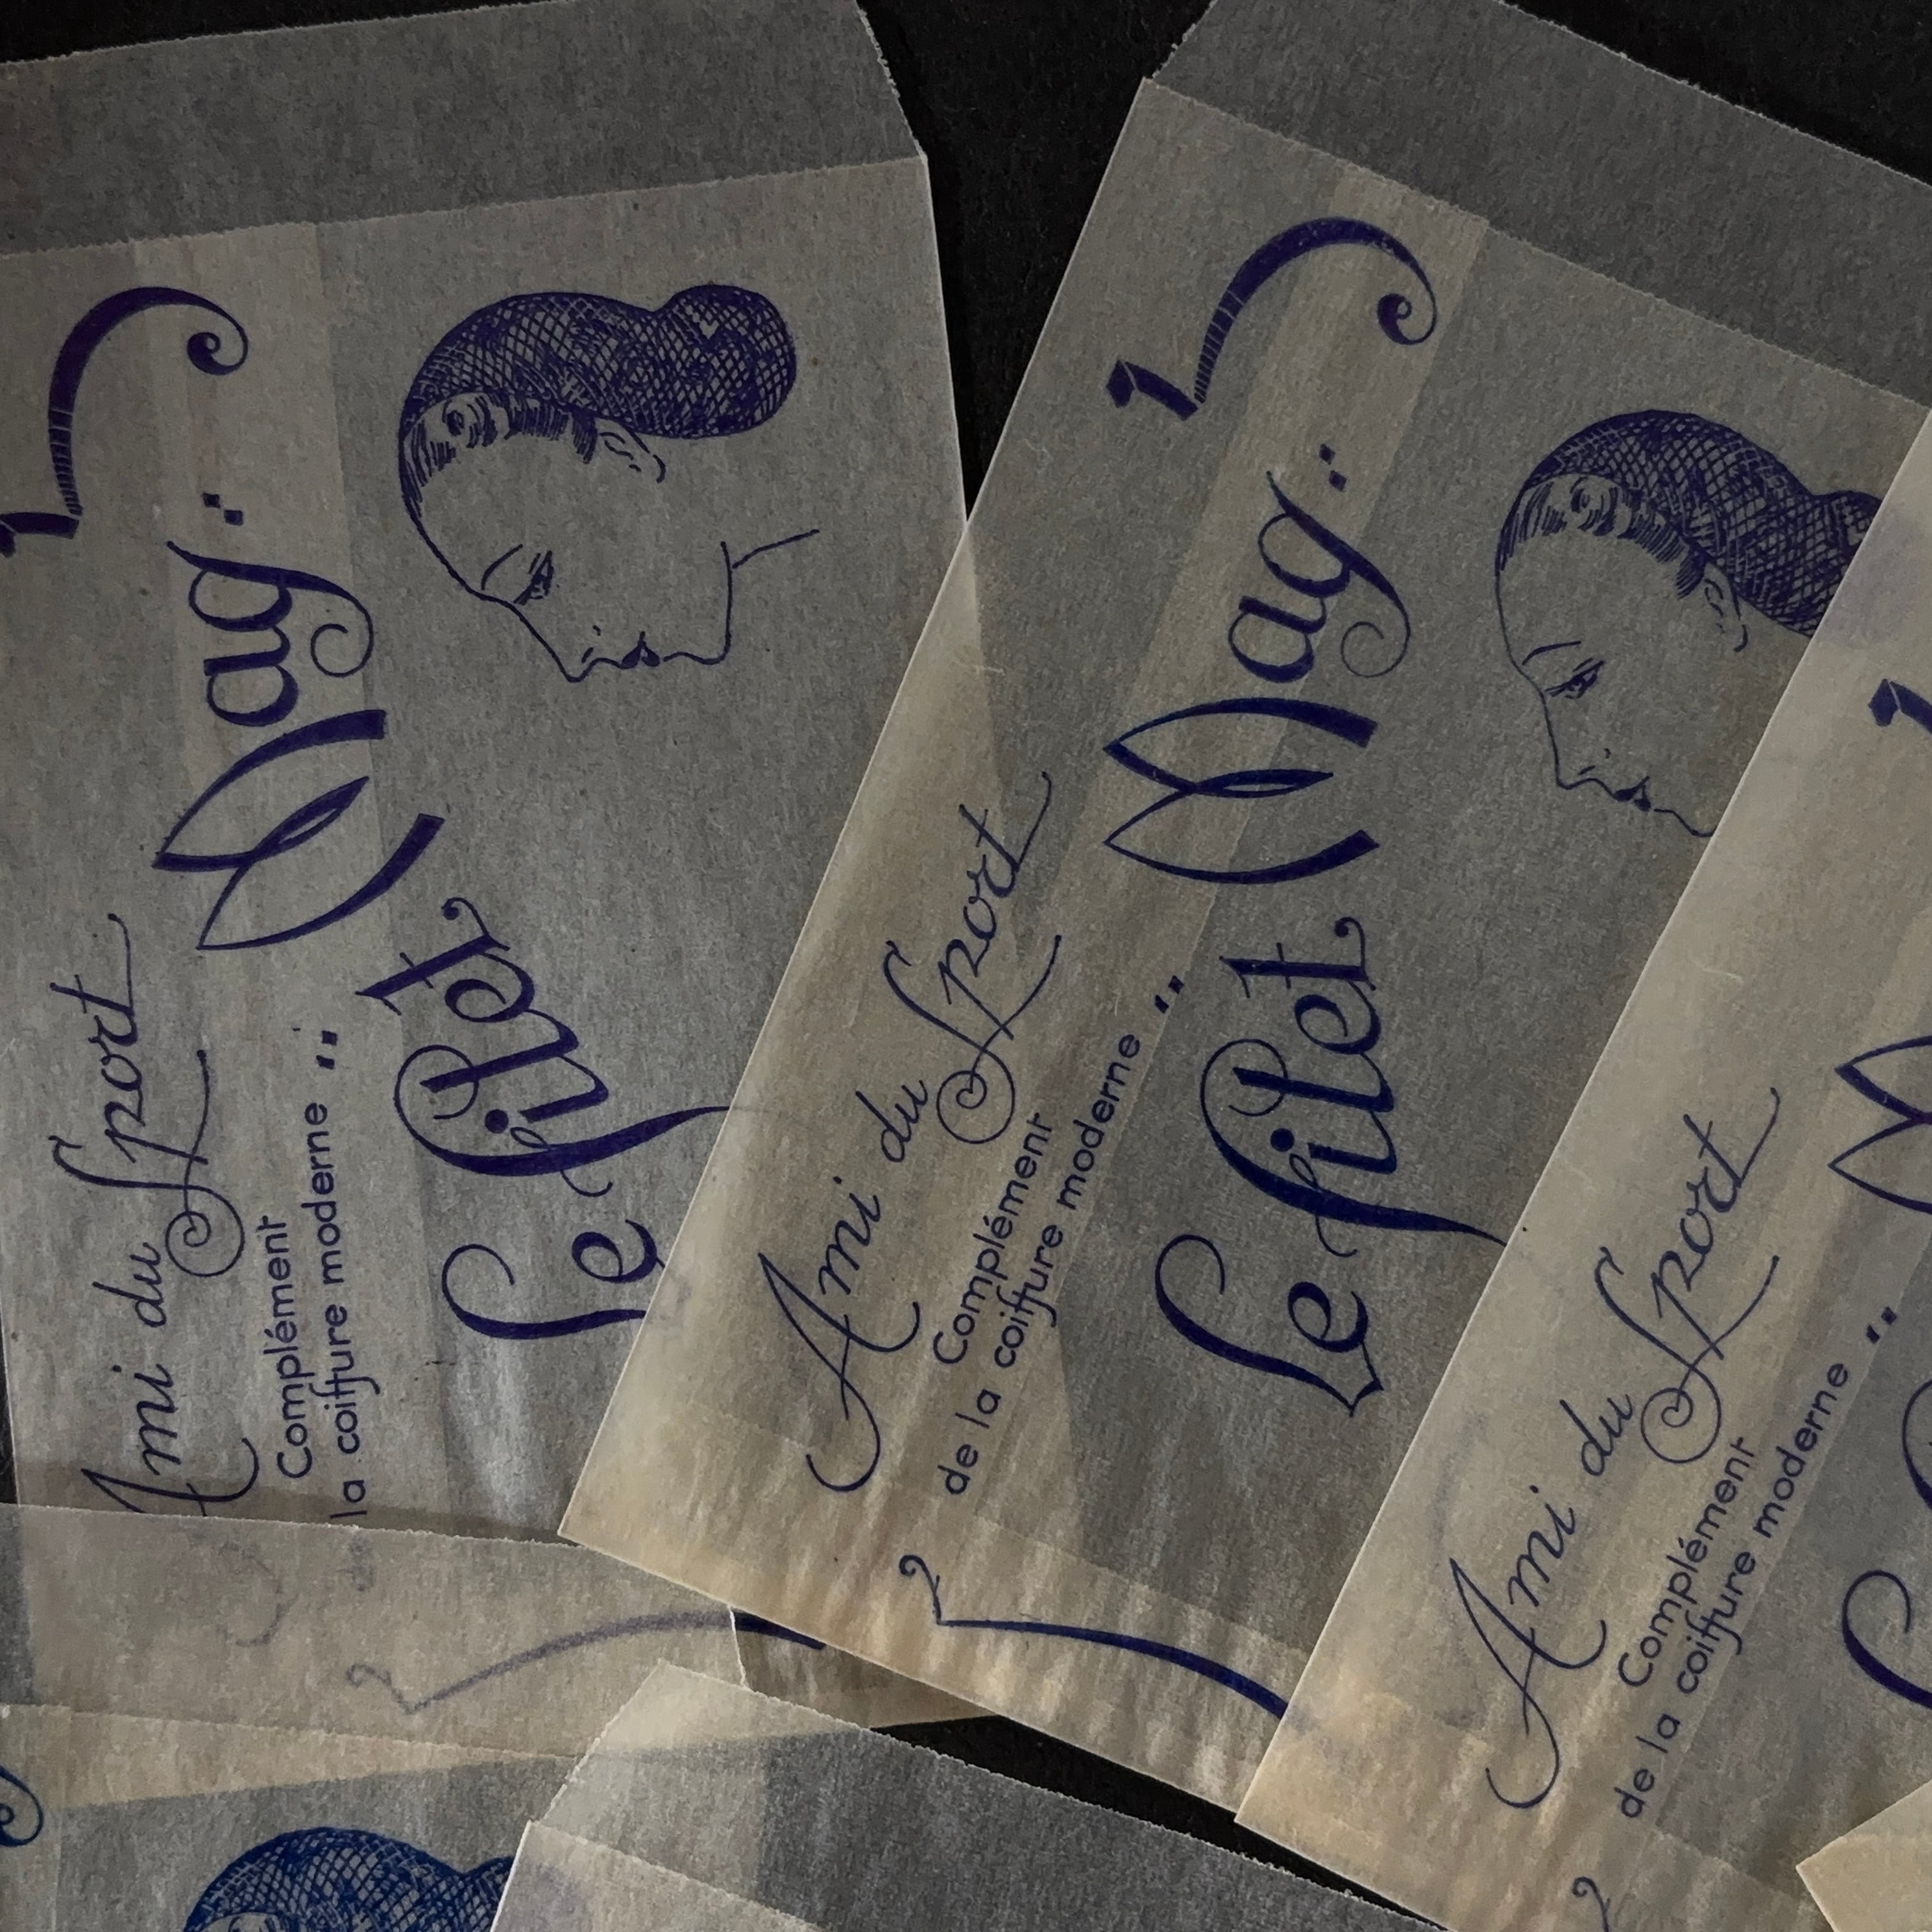 Ami du Sport
Complément
la coiffure moderne
Le filet "Mag"
Ami du Sport
Complément
de la coiffure moderne
Le filet "Mag"
Ami du Sport
Complément
de la coiffure moderne